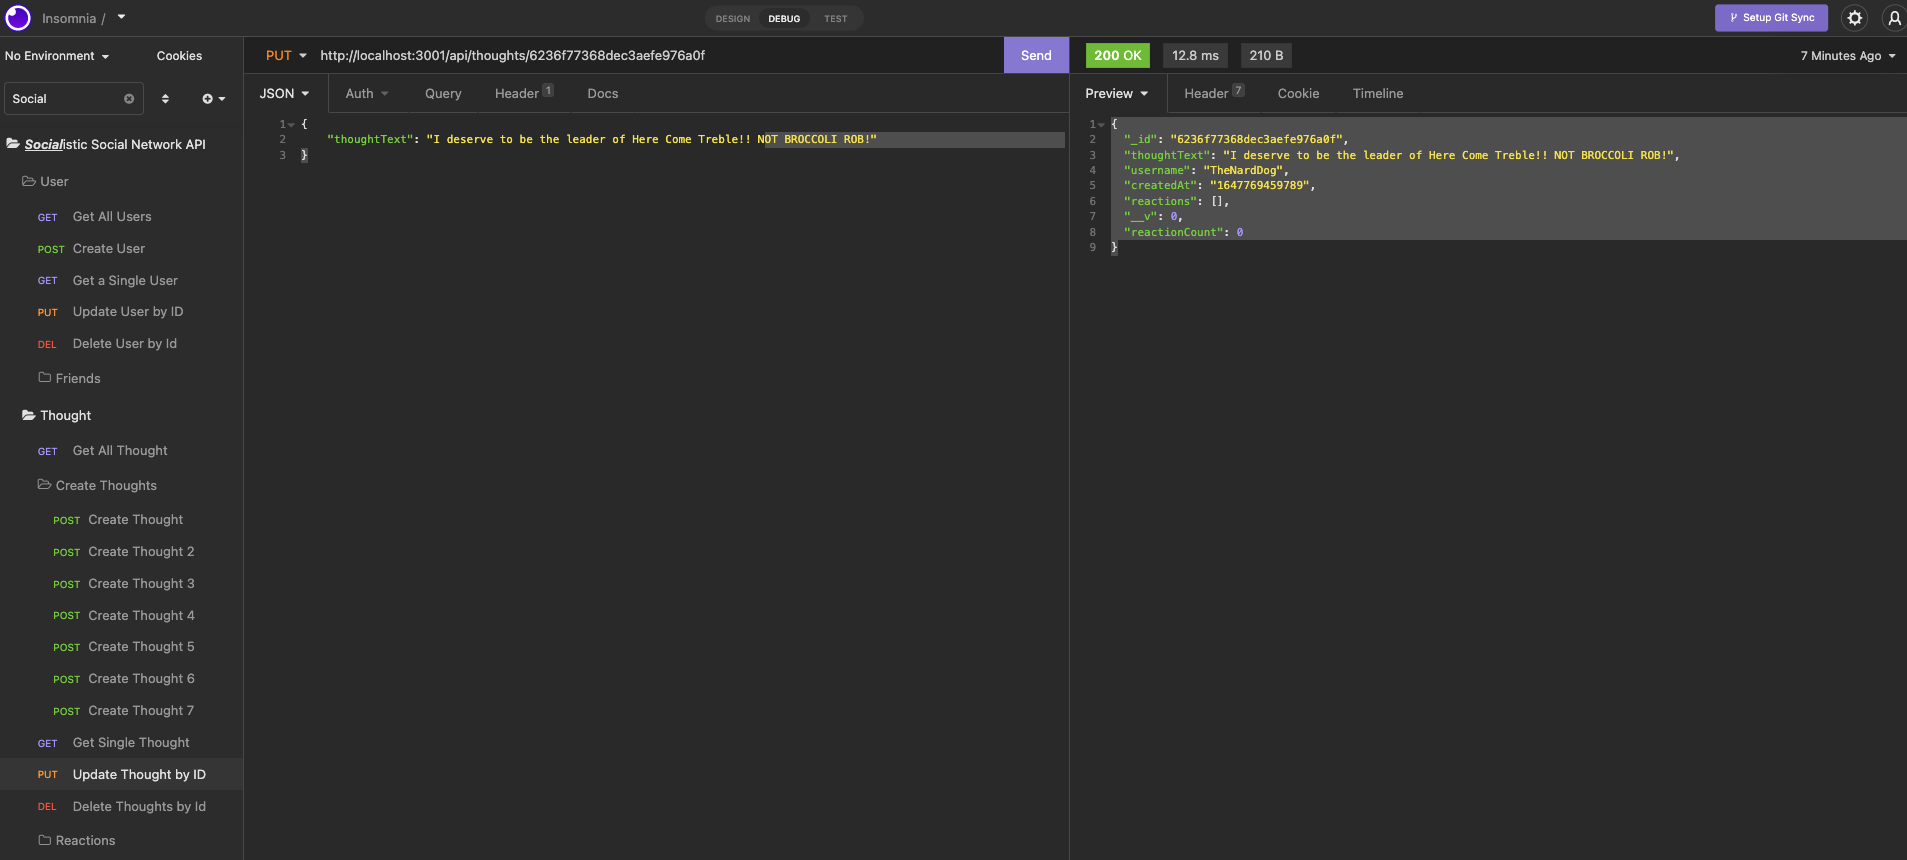 Insomnia /
DESIGN DEBUG TEST
Setup Git Sync
No Environment Cookies
PUT http://localhost:3001/api/thoughts/6236f77368dec3aefe976a0f Send
200 OK 12.8 ms 210 B 7 Minutes Ago
Social
JSON Auth Query Header 1 Docs
Preview Header 7 Cookie Timeline
Socialistic Social Network API
User
GET Get All Users
POST Create User
GET Get a Single User
PUT Update User by ID
DEL Delete User by Id
Friends
Thought
GET Get All Thought
Create Thoughts
POST Create Thought
POST Create Thought 2
POST Create Thought 3
POST Create Thought 4
POST Create Thought 5
POST Create Thought 6
POST Create Thought 7
GET Get Single Thought
PUT Update Thought by ID
DEL Delete Thoughts by Id
Reactions
1 {
2 "thoughtText": "I deserve to be the leader of Here Come Treble!! NOT BROCCOLI ROB!"
3 }
1 {
2 "_id": "6236f77368dec3aefe976a0f",
3 "thoughtText": "I deserve to be the leader of Here Come Treble!! NOT BROCCOLI ROB!",
4 "username": "TheNardDog",
5 "createdAt": "1647769459789",
6 "reactions": [],
7 "__v": 0,
8 "reactionCount": 0
9 }